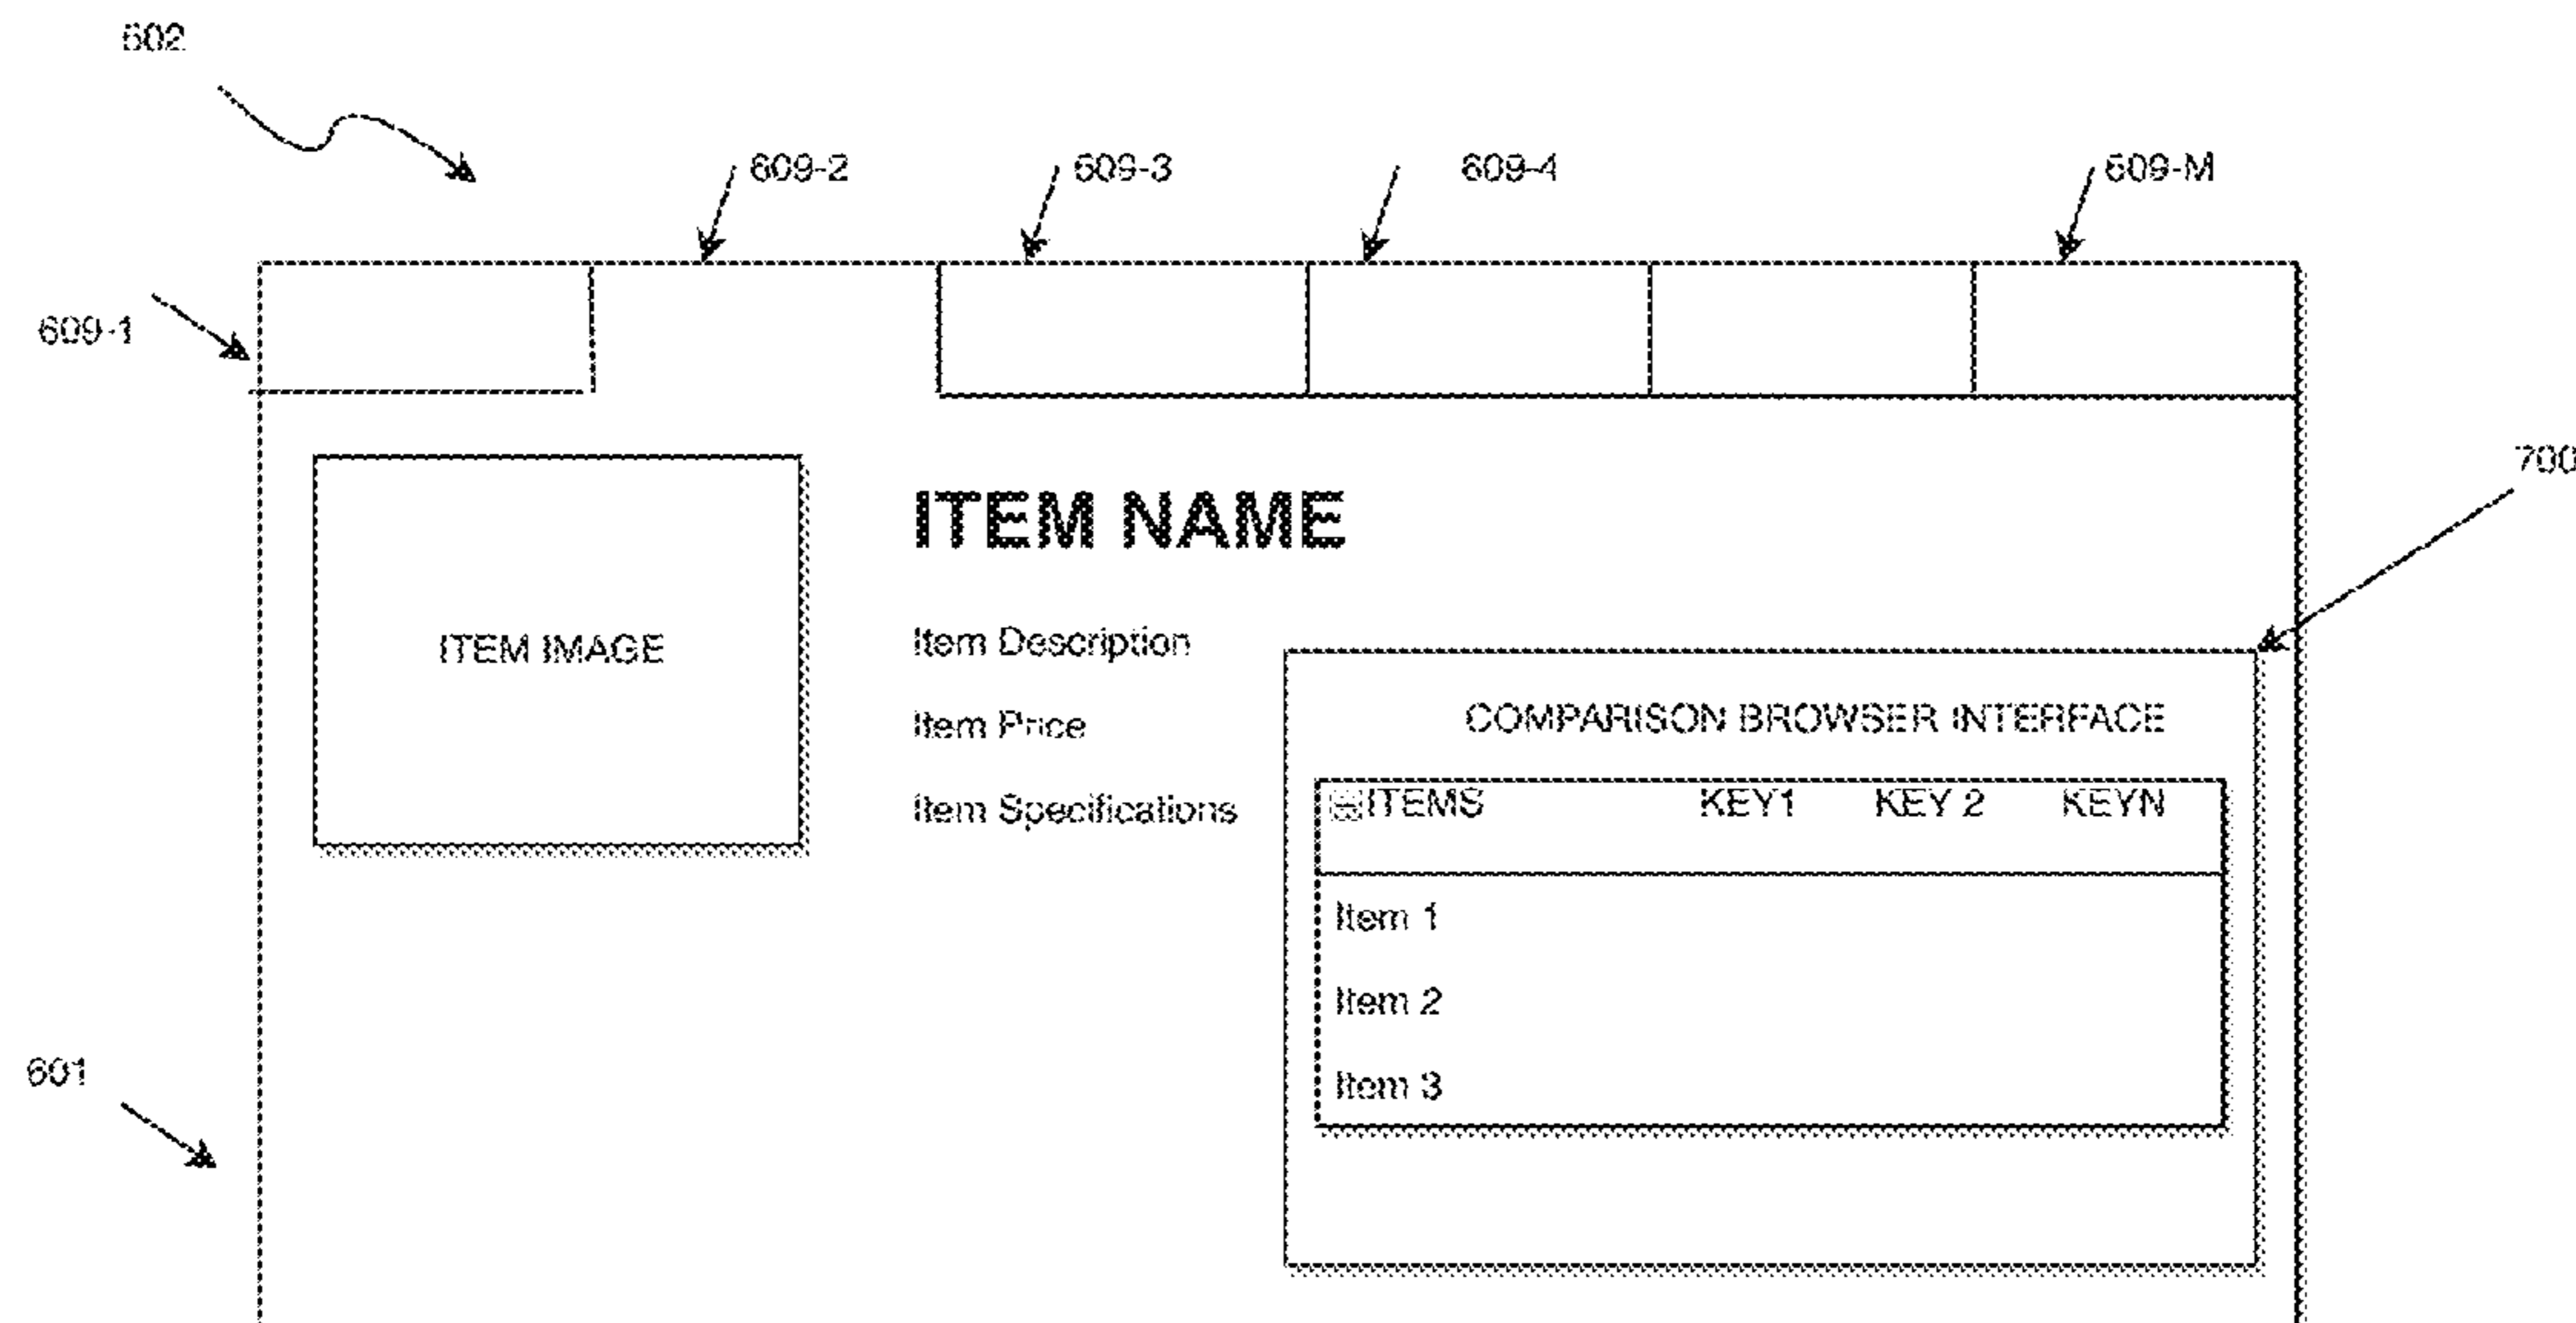 602
609-2 609-3 609-4 609-M
609-1
700
ITEM NAME
ITEM IMAGE
Item Description
Item Price
Item Specifications
COMPARISON BROWSER INTERFACE
ITEMS KEY1 KEY 2 KEYN
Item 1
Item 2
Item 3
601